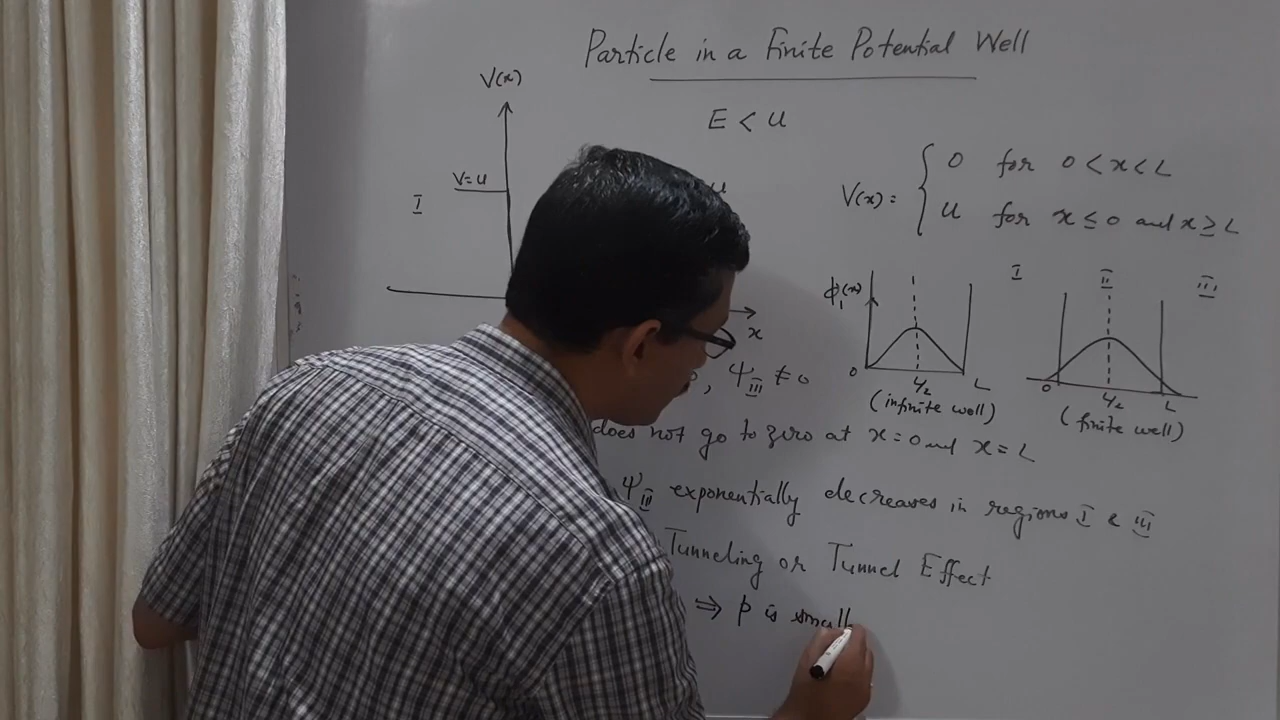 Particle in a Finite Potential Well
V(x)
E < U
V=U
U
I
V(x) = { 0 for 0 < x < L
U for x ≤ 0 and x ≥ L
x
ϕ₁(x)
0 L/2 L
(infinite well)
I II III
0 L/2 L
(finite well)
, Ψ_III ≠ 0
does not go to zero at x = 0 and x = L
Ψ_III exponentially decreases in regions I & III
Tunneling or Tunnel Effect
⇒ p is small